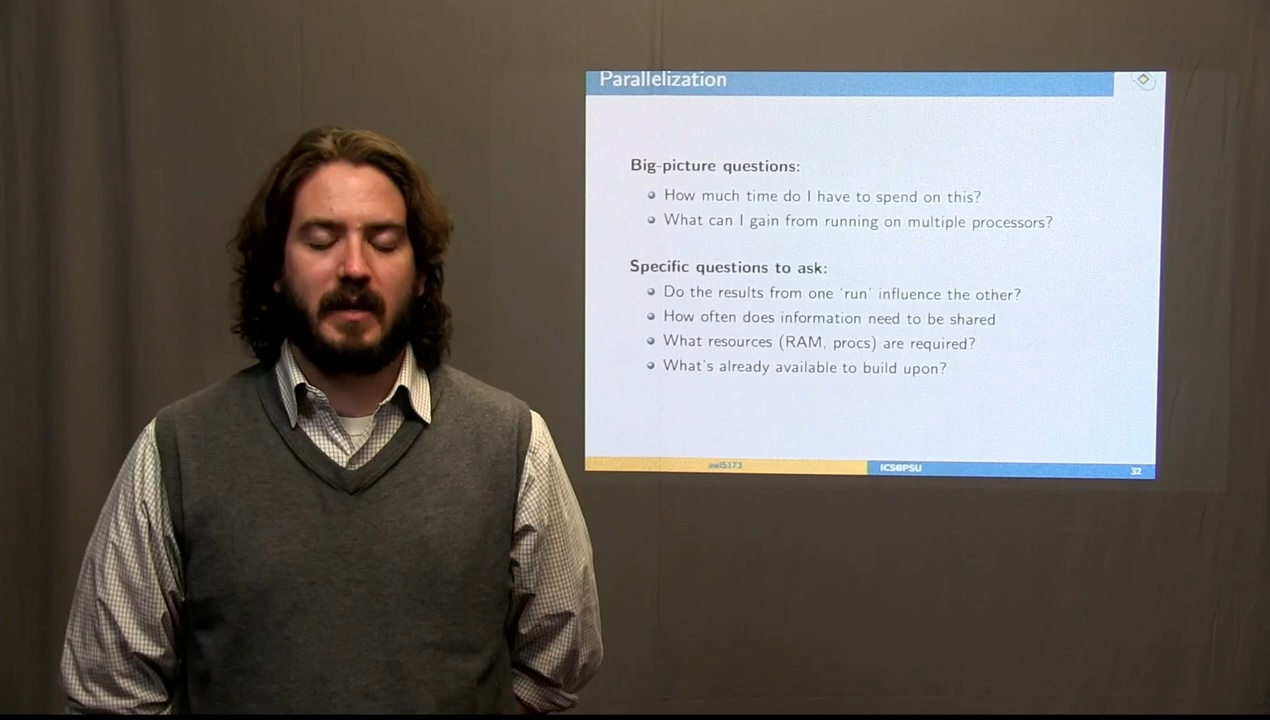 Parallelization
Big-picture questions:
How much time do I have to spend on this?
What can I gain from running on multiple processors?
Specific questions to ask:
Do the results from one ‘run’ influence the other?
How often does information need to be shared
What resources (RAM, procs) are required?
What's already available to build upon?
awl5173
ICS@PSU
32